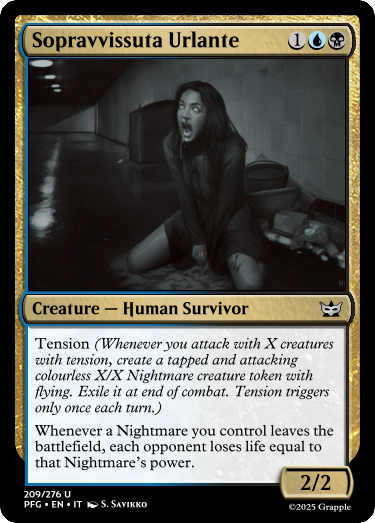 Sopravvissuta Urlante 1
Creature — Human Survivor
Tension (Whenever you attack with X creatures
with tension, create a tapped and attacking
colourless X/X Nightmare creature token with
flying. Exile it at end of combat. Tension triggers
only once each turn.)
Whenever a Nightmare you control leaves the
battlefield, each opponent loses life equal to
that Nightmare's power.
2/2
209/276 U
PFG • EN • IT S. Savikko
©2025 Grapple